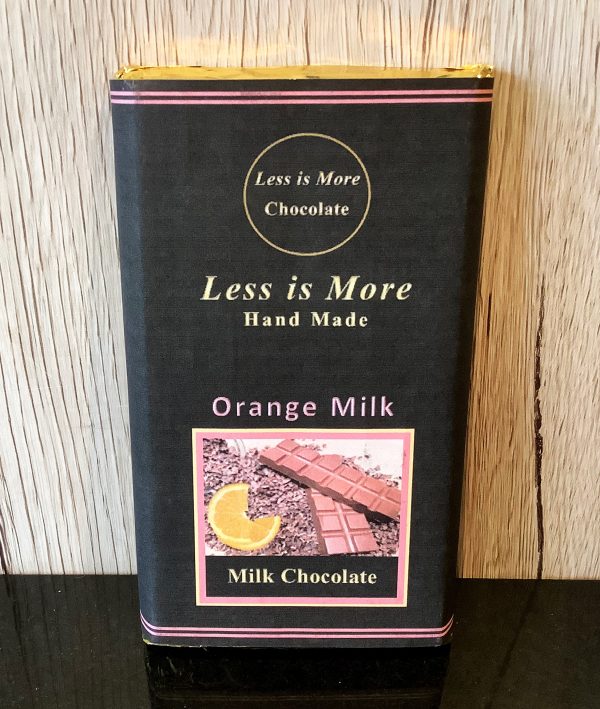 Less is More
Chocolate
Less is More
Hand Made
Orange Milk
Milk Chocolate